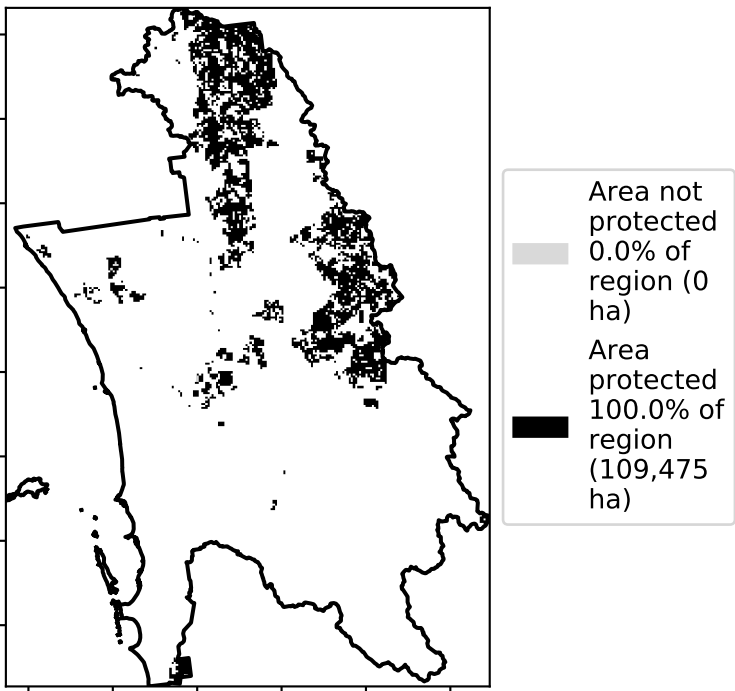 Area not
protected
0.0% of
region (0
ha)
Area
protected
100.0% of
region
(109,475
ha)